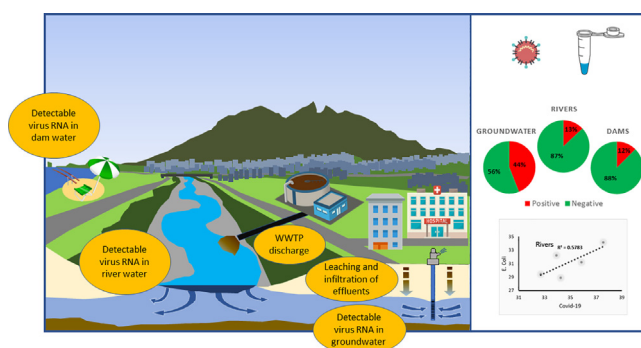 Detectable
virus RNA in
dam water
Detectable
virus RNA in
river water
WWTP
discharge
HOSPITAL
Leaching and
infiltration of
effluents
Detectable
virus RNA in
groundwater
RIVERS
13%
87%
GROUNDWATER
44%
56%
DAMS
12%
88%
Positive
Negative
Rivers
R² = 0.5783
E. Coli
35
33
31
29
27
31
33
35
37
39
Covid-19